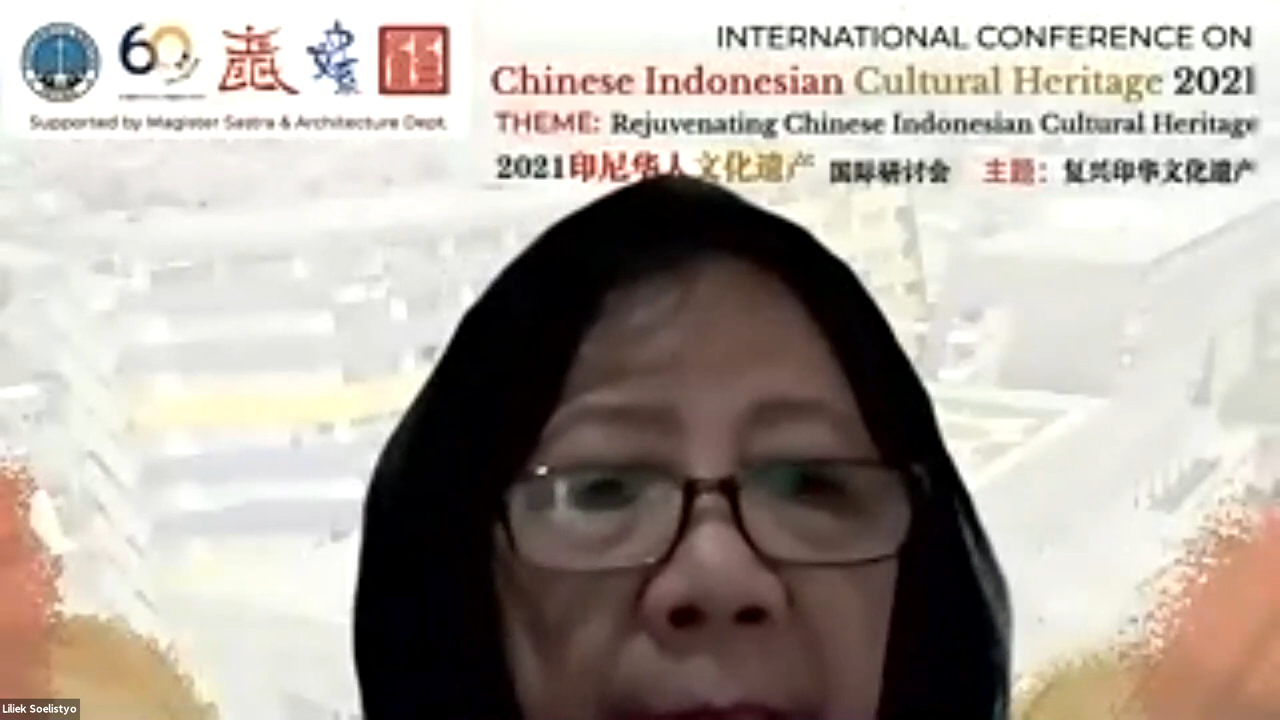 60
Supported by Magister Sastra & Architecture Dept.
INTERNATIONAL CONFERENCE ON
Chinese Indonesian Cultural Heritage 2021
THEME: Rejuvenating Chinese Indonesian Cultural Heritage
2021印尼华人文化遗产 国际研讨会 主题：复兴印华文化遗产
Liliek Soelistyo